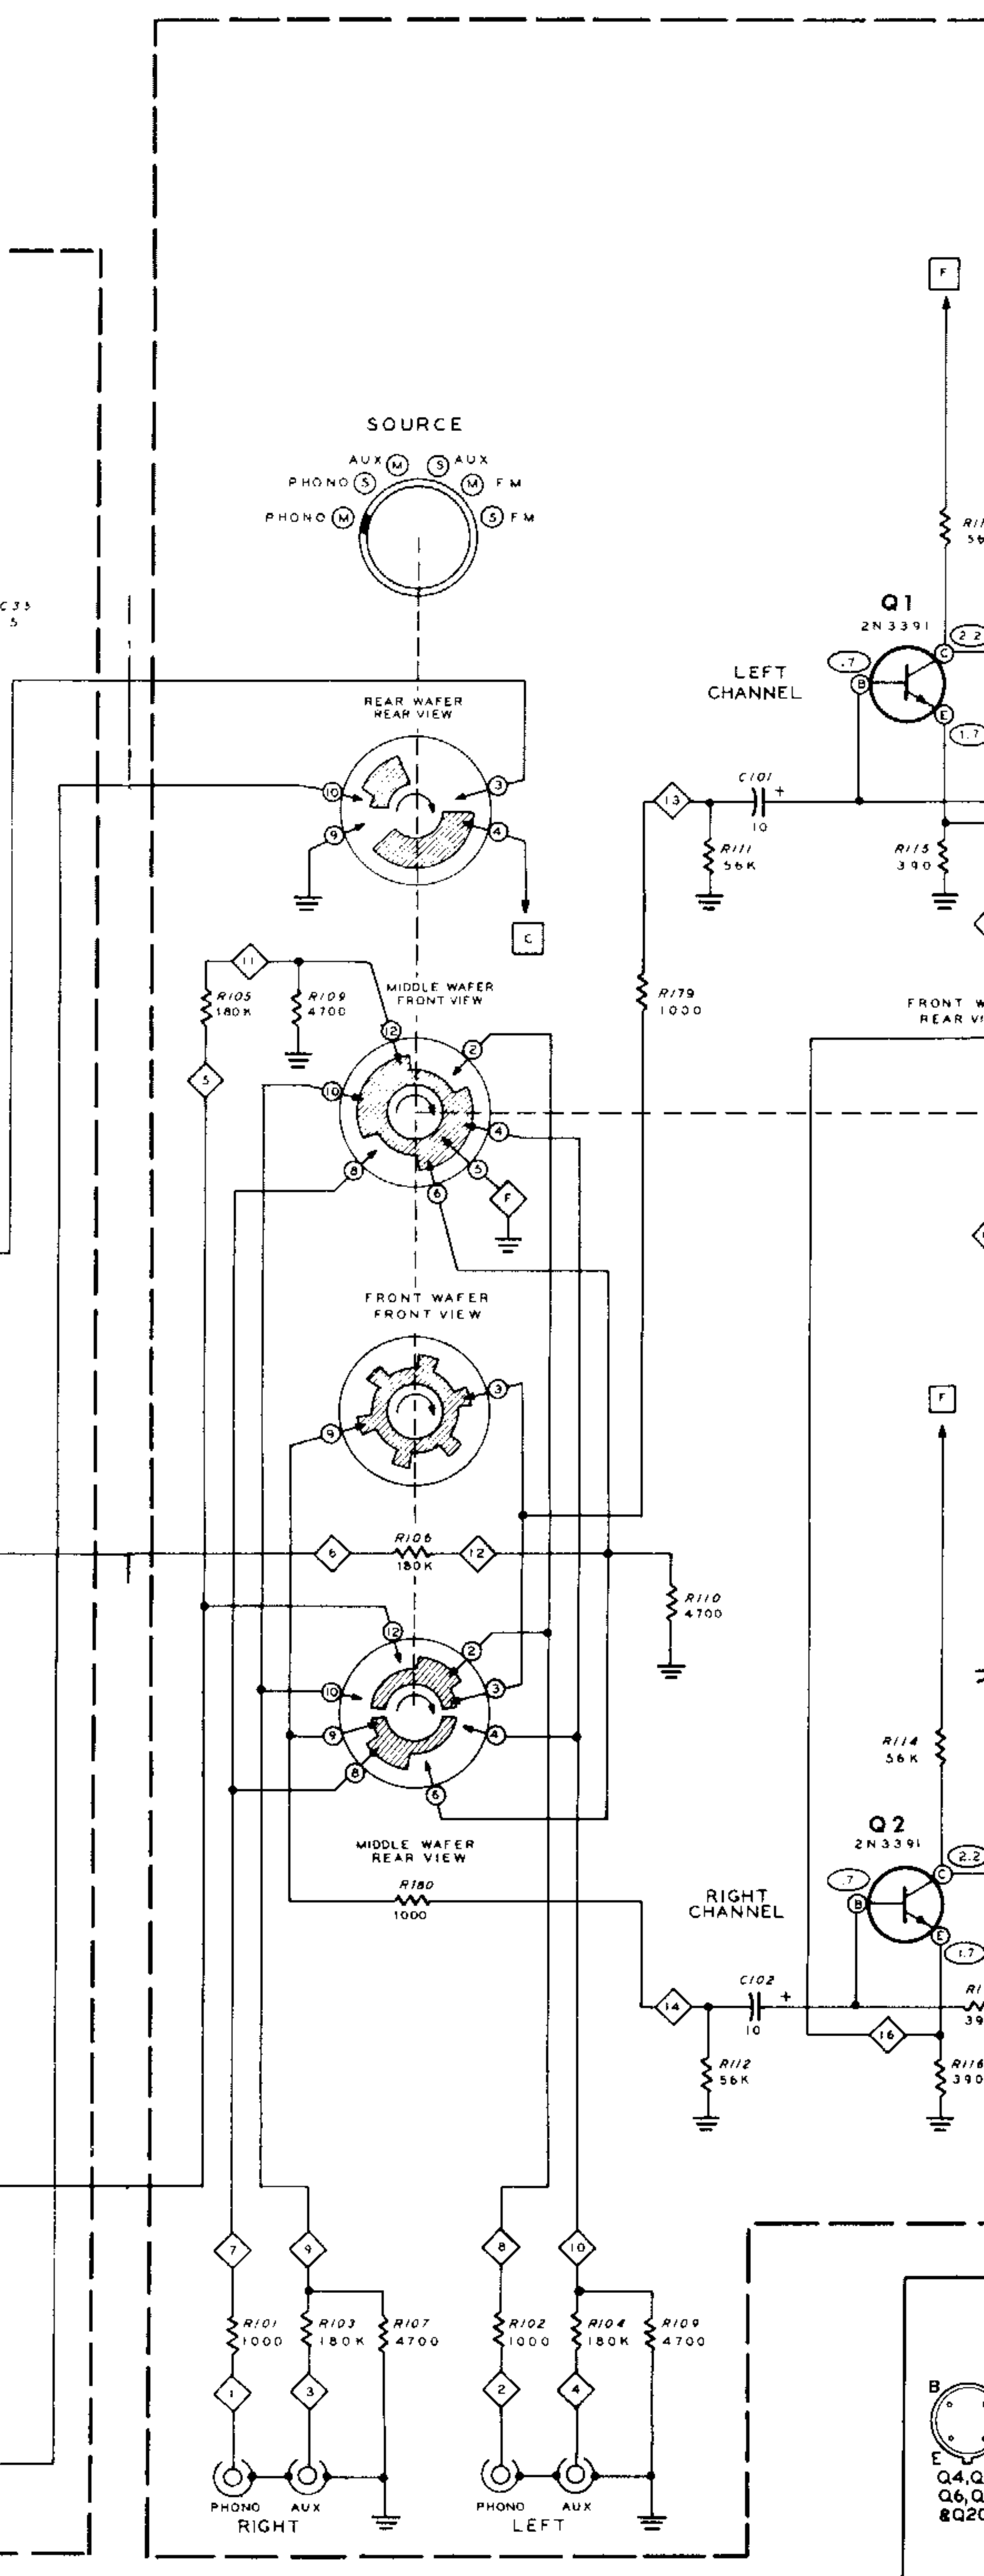 F
SOURCE
AUX M
S AUX
PHONO S
M FM
PHONO M
S FM
C35
5
Q1
2N3391
2.2
.7
C
B
E
1.7
LEFT
CHANNEL
REAR WAFER
REAR VIEW
10
3
9
4
C
13
C101
+
10
R111
56K
R115
390
11
R105
180K
R109
4700
MIDDLE WAFER
FRONT VIEW
R179
1000
12
2
5
10
4
8
5
6
F
FRONT WAFER
FRONT VIEW
3
9
F
6
R106
180K
12
R110
4700
12
2
10
3
9
4
8
6
MIDDLE WAFER
REAR VIEW
R180
1000
R114
56K
Q2
2N3391
2.2
.7
C
B
E
1.7
RIGHT
CHANNEL
14
C102
+
10
R112
56K
16
R116
390
7
9
8
10
R101
1000
R103
180K
R107
4700
R102
1000
R104
180K
R109
4700
1
3
2
4
PHONO
AUX
PHONO
AUX
RIGHT
LEFT
B
E
Q4,Q
Q6,Q
&Q20